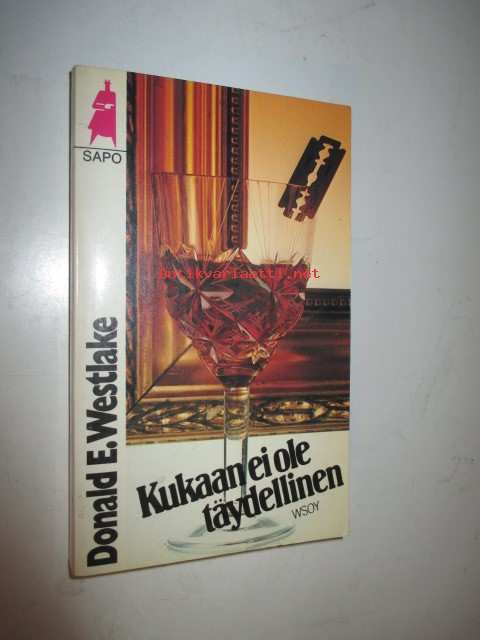 SAPO
Donald E. Westlake
Kukaan ei ole
täydellinen
WSOY
antikvariaatti.net